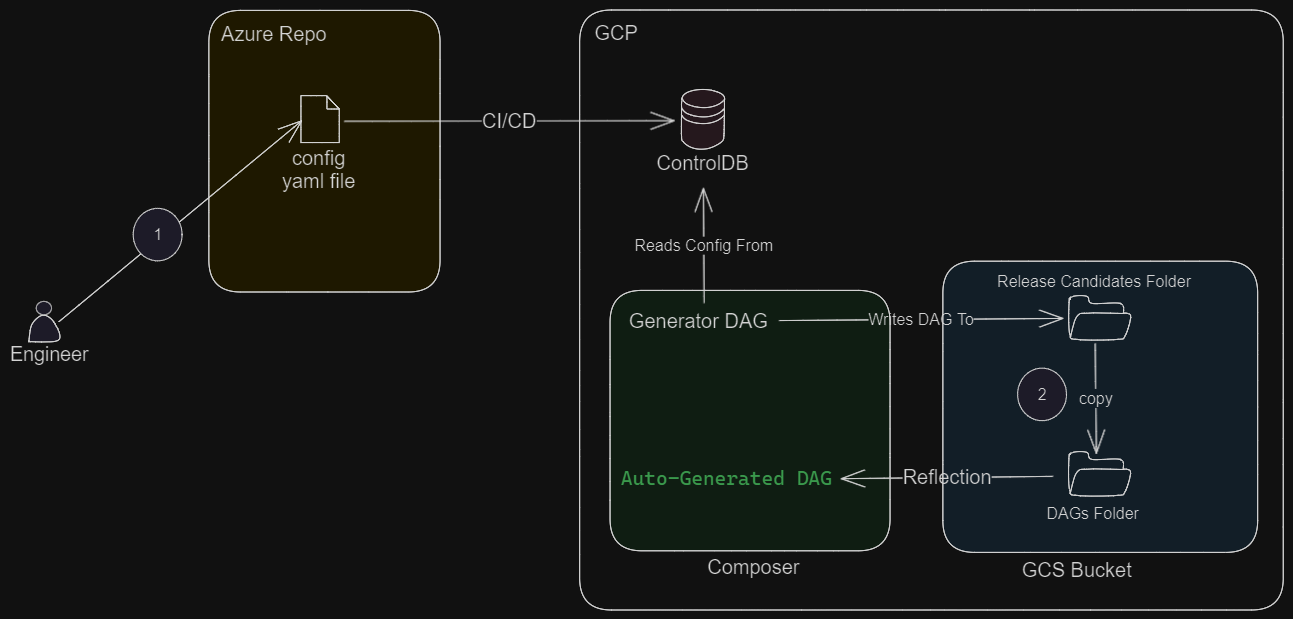 Azure Repo
GCP
CI/CD
config
yaml file
ControlDB
1
Reads Config From
Engineer
Release Candidates Folder
Generator DAG
Writes DAG To
2
copy
Auto-Generated DAG
Reflection
DAGs Folder
Composer
GCS Bucket